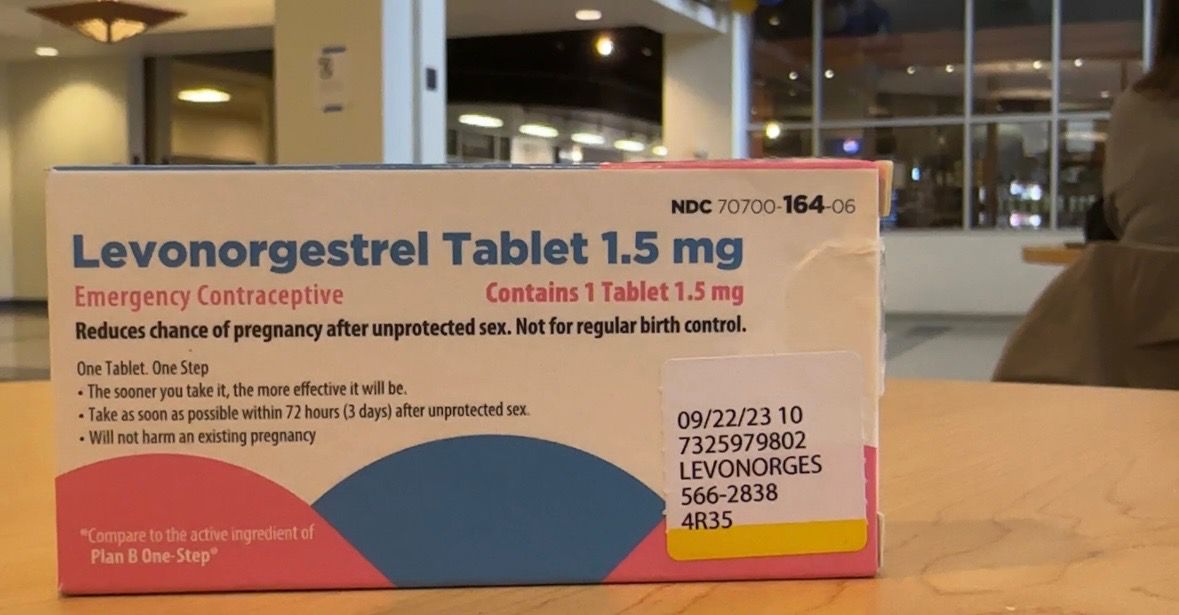 NDC 70700-164-06
Levonorgestrel Tablet 1.5 mg
Emergency Contraceptive Contains 1 Tablet 1.5 mg
Reduces chance of pregnancy after unprotected sex. Not for regular birth control.
One Tablet. One Step
• The sooner you take it, the more effective it will be.
• Take as soon as possible within 72 hours (3 days) after unprotected sex.
• Will not harm an existing pregnancy
09/22/23 10
7325979802
LEVONORGES
566-2838
4R35
*Compare to the active ingredient of
Plan B One-Step®